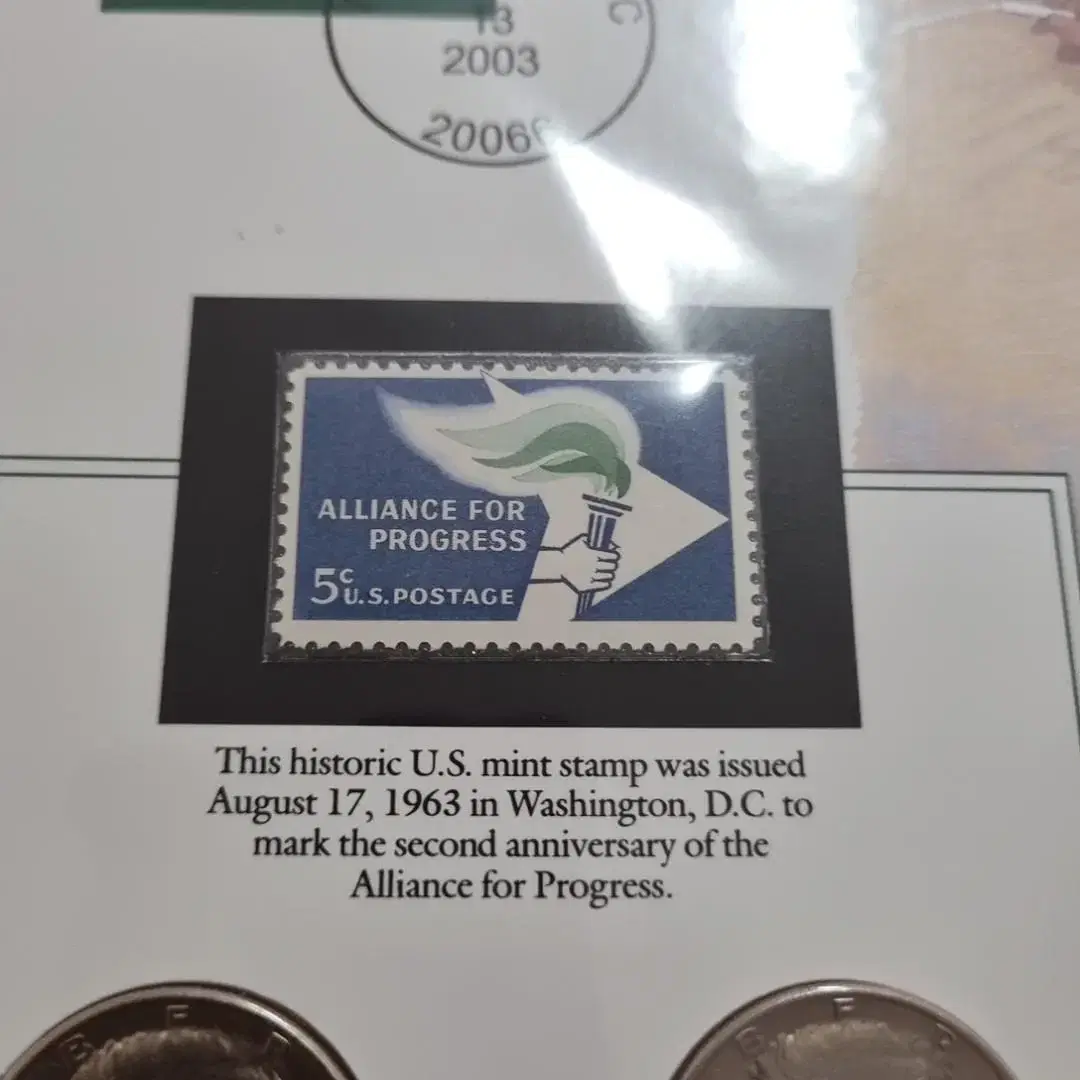 13
2003
ALLIANCE FOR
PROGRESS
5c
U.S. POSTAGE
This historic U.S. mint stamp was issued
August 17, 1963 in Washington, D.C. to
mark the second anniversary of the
Alliance for Progress.